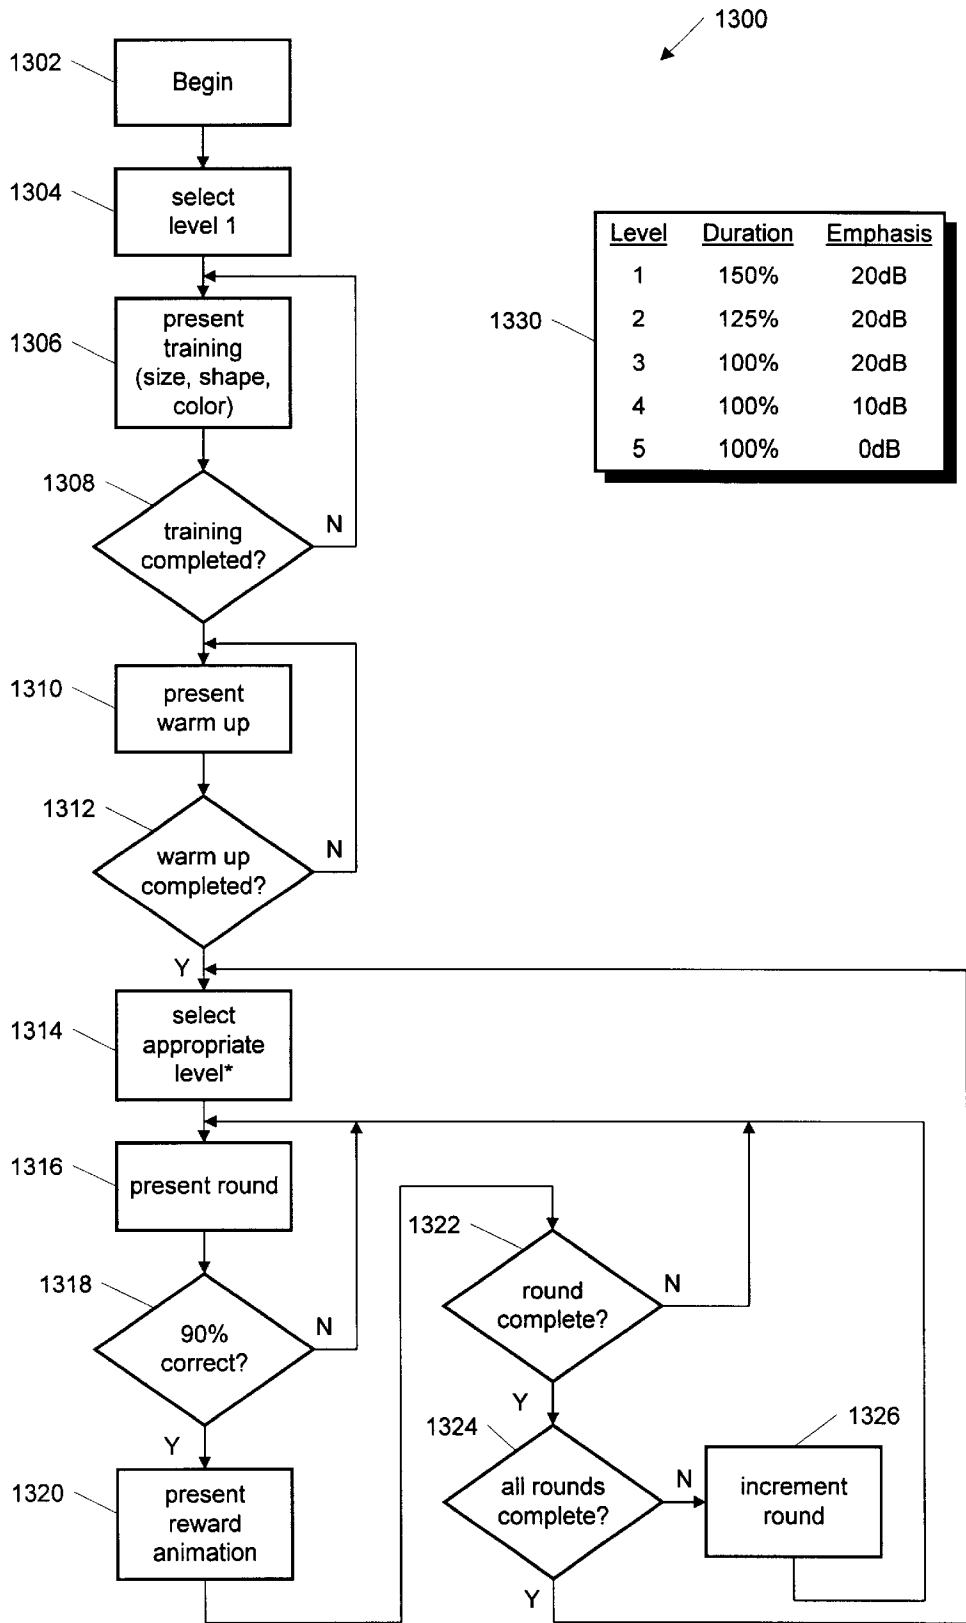 1300
1302
Begin
1304
select
level 1
Level Duration Emphasis
1 150% 20dB
2 125% 20dB
3 100% 20dB
4 100% 10dB
5 100% 0dB
1330
1306
present
training
(size, shape,
color)
1308
training
completed?
N
1310
present
warm up
1312
warm up
completed?
N
Y
1314
select
appropriate
level*
1316
present round
1318
90%
correct?
N
Y
1320
present
reward
animation
1322
round
complete?
N
Y
1324
all rounds
complete?
N
Y
1326
increment
round